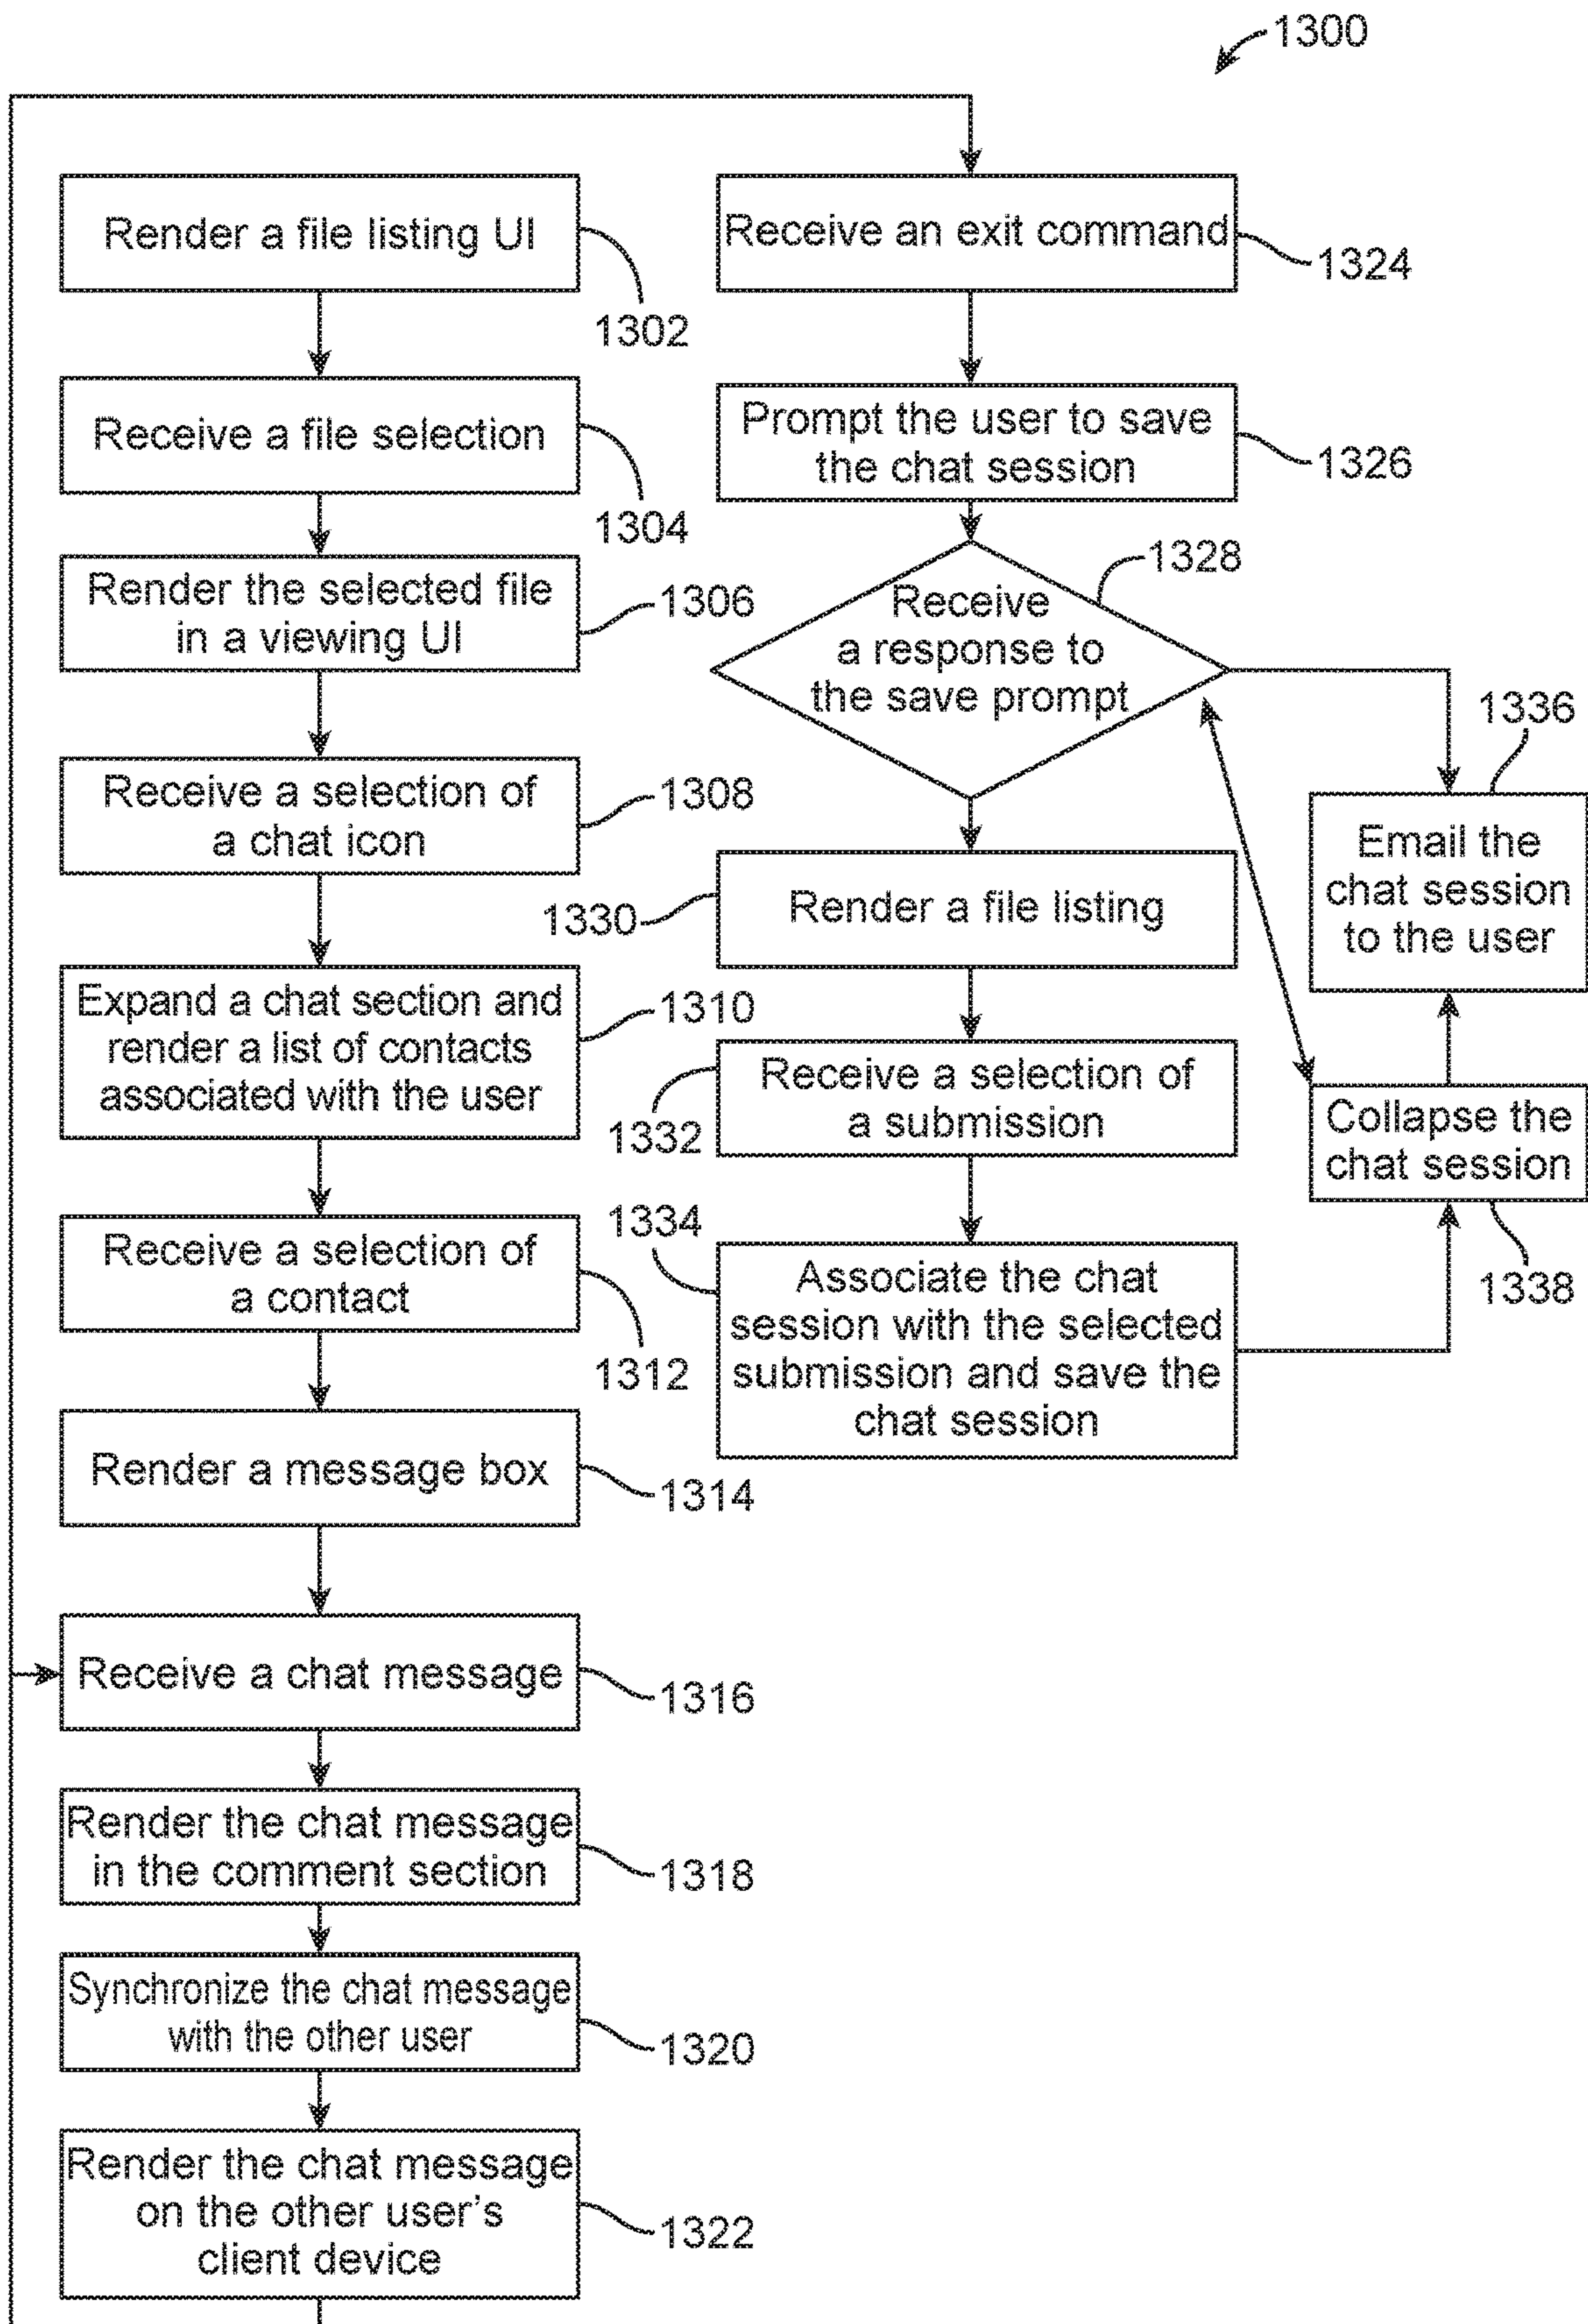 1300
Render a file listing UI
1302
Receive a file selection
1304
Render the selected file
in a viewing UI
1306
Receive a selection of
a chat icon
1308
Expand a chat section and
render a list of contacts
associated with the user
1310
Receive a selection of
a contact
1312
Render a message box
1314
Receive a chat message
1316
Render the chat message
in the comment section
1318
Synchronize the chat message
with the other user
1320
Render the chat message
on the other user's
client device
1322
Receive an exit command
1324
Prompt the user to save
the chat session
1326
Receive
a response to
the save prompt
1328
Render a file listing
1330
Receive a selection of
a submission
1332
Associate the chat
session with the selected
submission and save the
chat session
1334
Email the
chat session
to the user
1336
Collapse the
chat session
1338